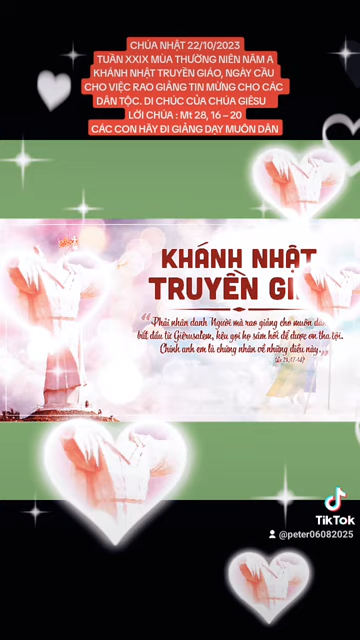 CHÚA NHẬT 22/10/2023
TUẦN XXIX MÙA THƯỜNG NIÊN NĂM A
KHÁNH NHẬT TRUYỀN GIÁO, NGÀY CẦU
CHO VIỆC RAO GIẢNG TIN MỪNG CHO CÁC
DÂN TỘC. DI CHÚC CỦA CHÚA GIÊSU
LỜI CHÚA : Mt 28, 16 – 20
CÁC CON HÃY ĐI GIẢNG DẠY MUÔN DÂN
KHÁNH NHẬT
TRUYỀN GI
“Phải nhân danh Người mà rao giảng cho muôn
bắt đầu từ Giêrusalem, kêu gọi họ sám hối để được ơn tha tội.
Chính anh em là chứng nhân về những điều này.”
TikTok
@peter06082025